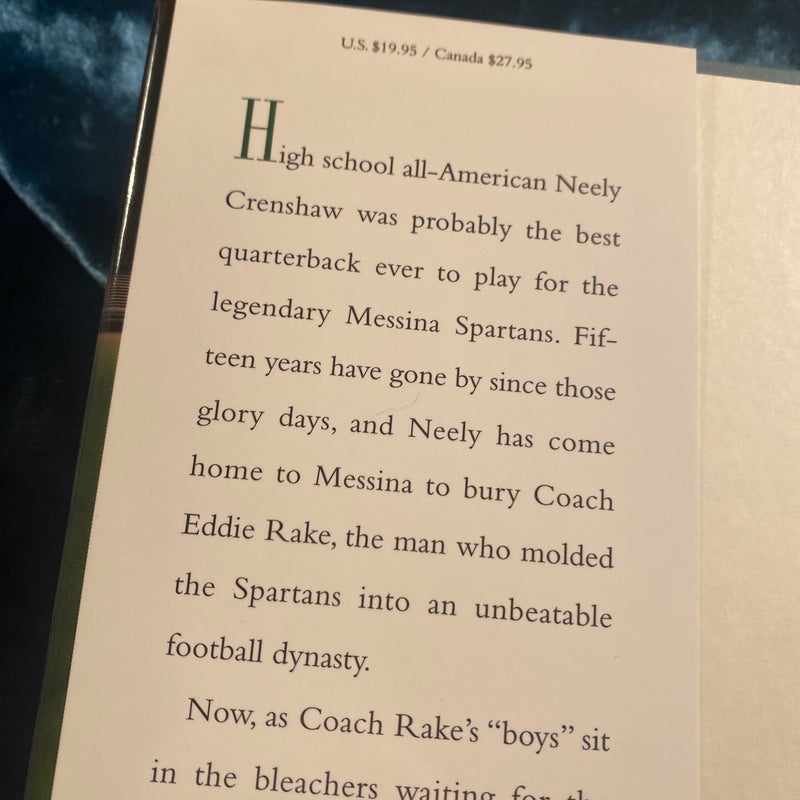 U.S. $19.95 / Canada $27.95
High school all-American Neely
Crenshaw was probably the best
quarterback ever to play for the
legendary Messina Spartans. Fif-
teen years have gone by since those
glory days, and Neely has come
home to Messina to bury Coach
Eddie Rake, the man who molded
the Spartans into an unbeatable
football dynasty.
Now, as Coach Rake's “boys” sit
in the bleachers waiting for